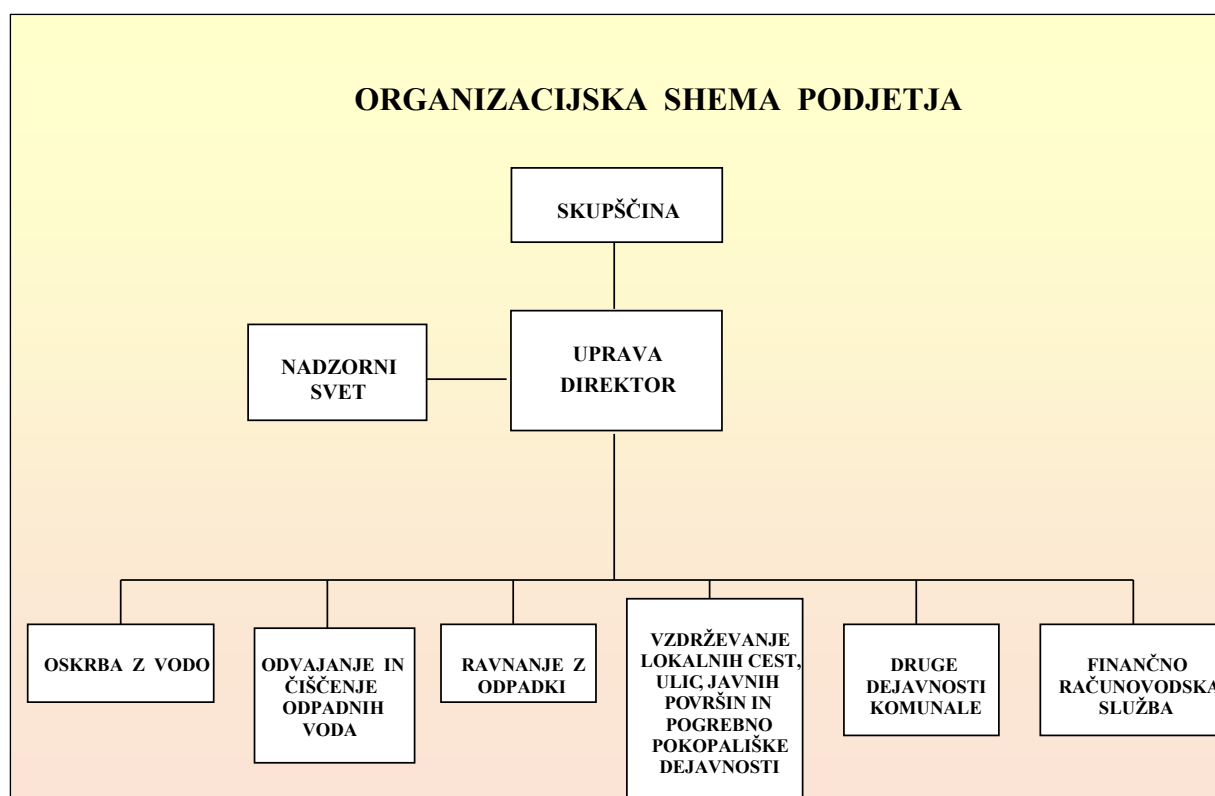 ORGANIZACIJSKA SHEMA PODJETJA
SKUPŠČINA
NADZORNI
SVET
UPRAVA
DIREKTOR
OSKRBA Z VODO
ODVAJANJE IN
ČIŠČENJE
ODPADNIH
VODA
RAVNANJE Z
ODPADKI
VZDRŽEVANJE
LOKALNIH CEST,
ULIC, JAVNIH
POVRŠIN IN
POGREBNO
POKOPALIŠKE
DEJAVNOSTI
DRUGE
DEJAVNOSTI
KOMUNALE
FINANČNO
RAČUNOVODSKA
SLUŽBA